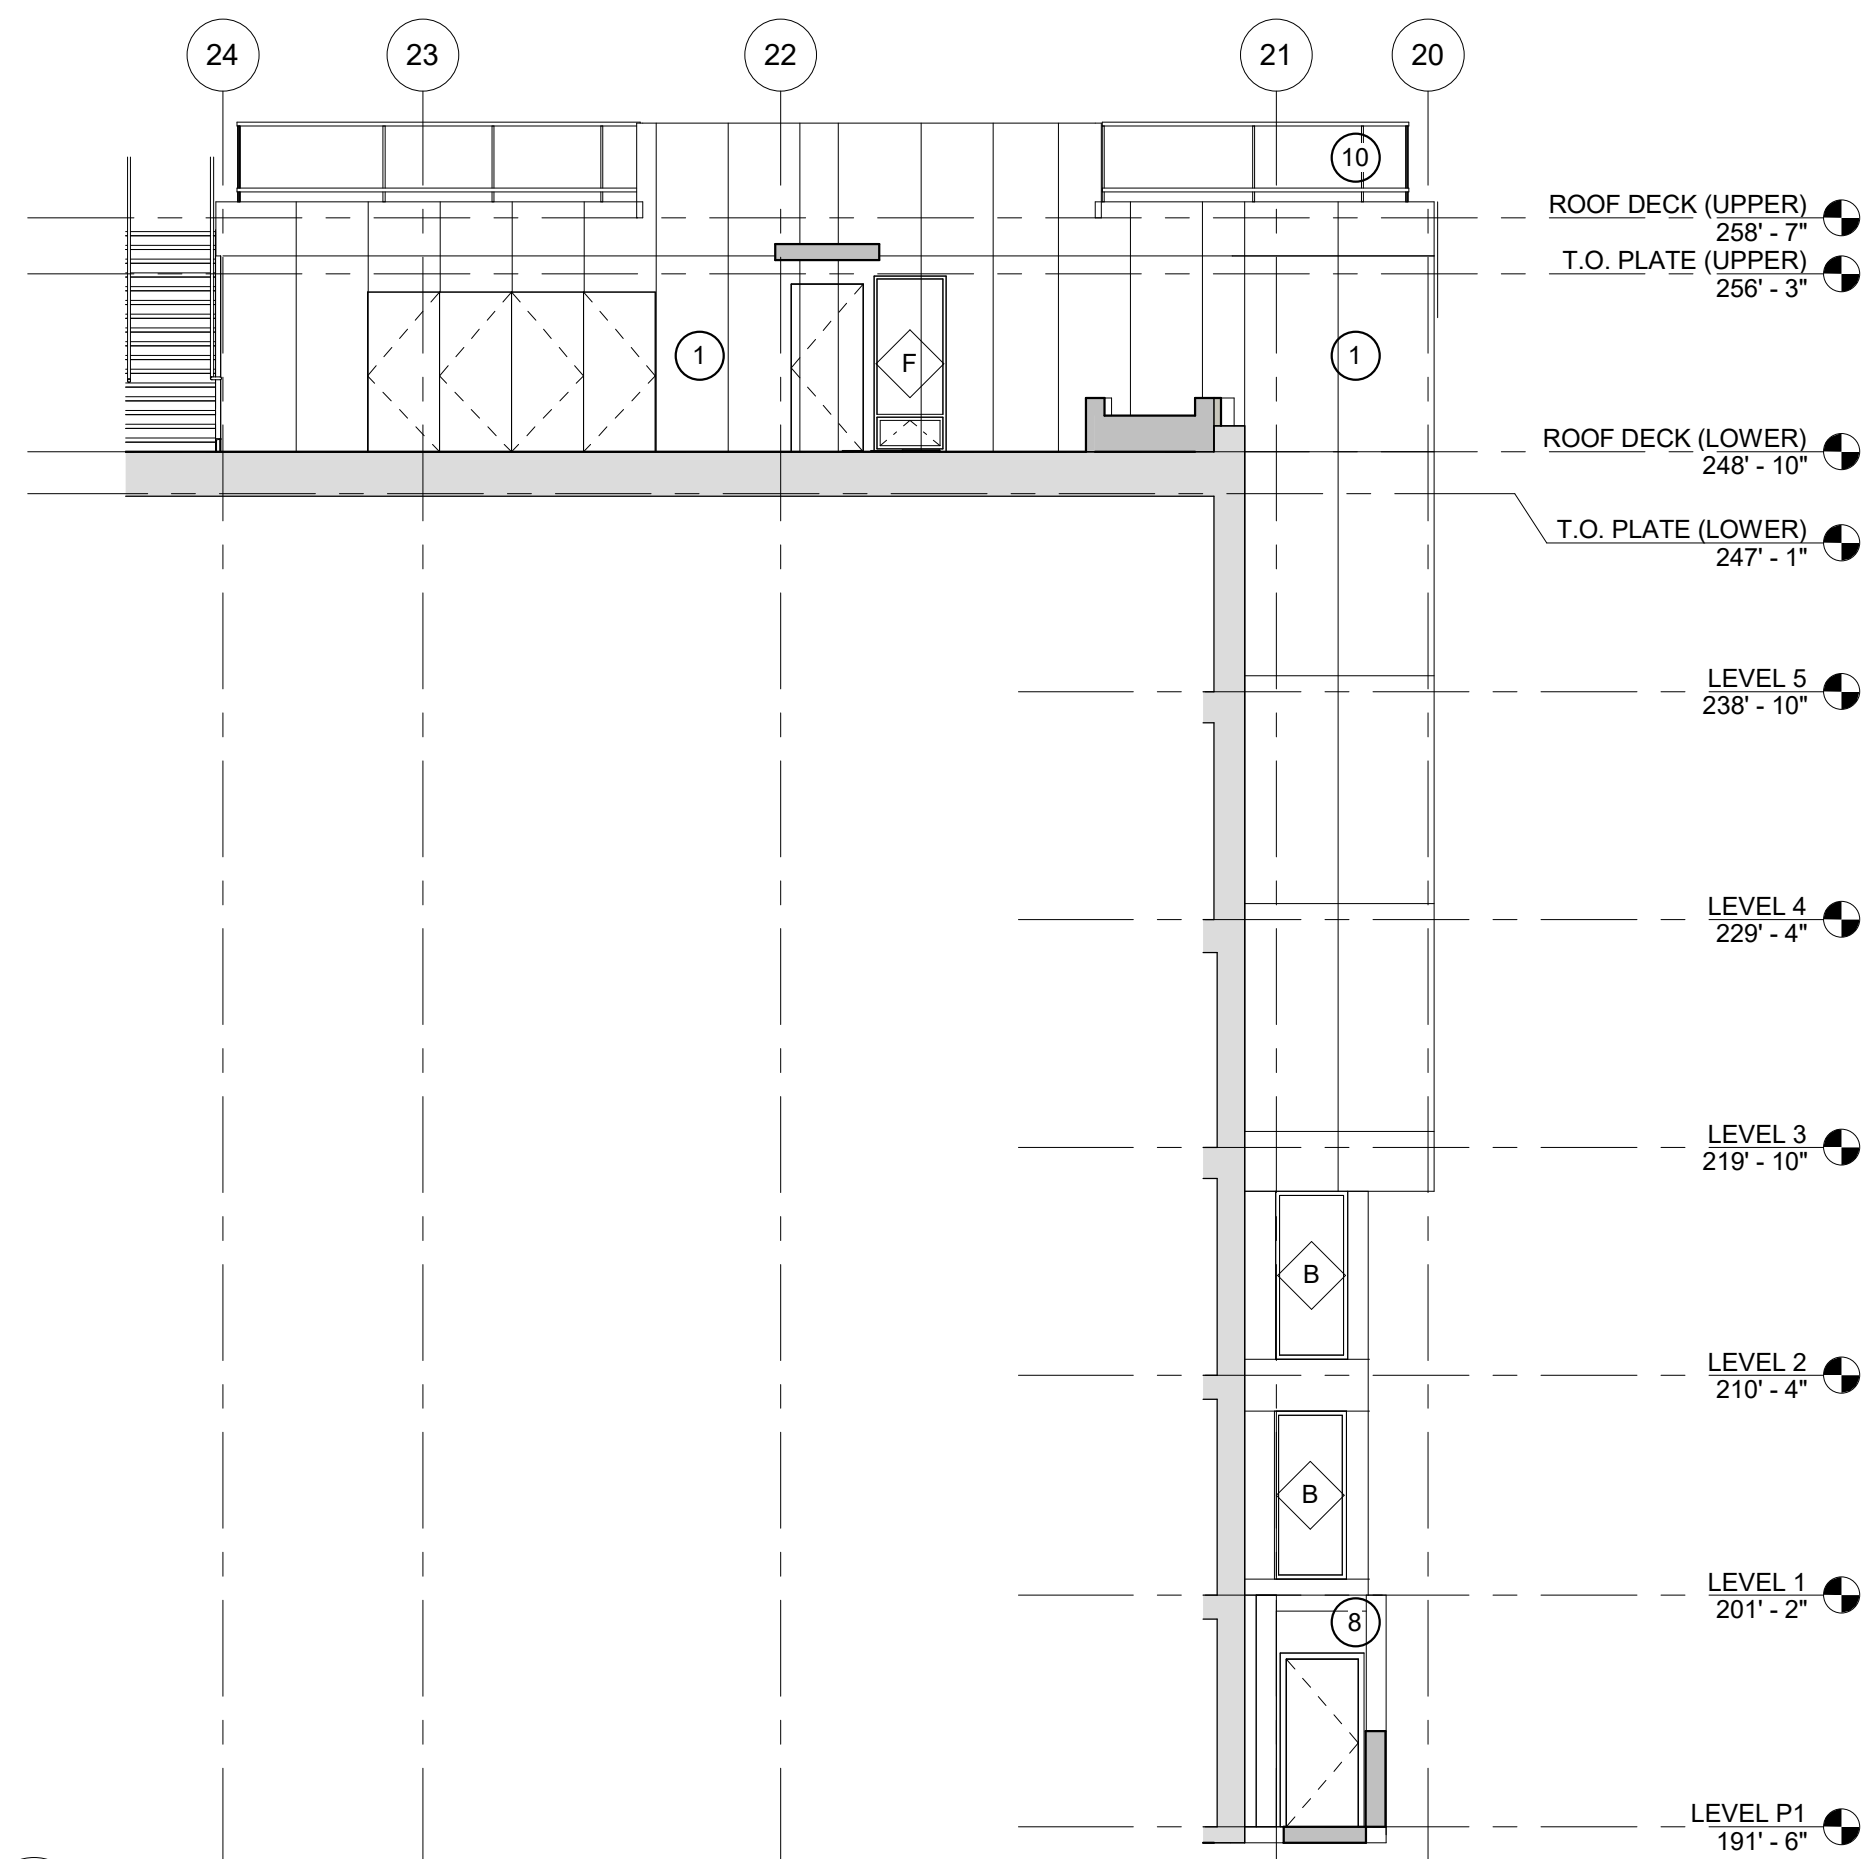 24 23 22 21 20
10
ROOF DECK (UPPER)
258' - 7"
T.O. PLATE (UPPER)
256' - 3"
1 F 1
ROOF DECK (LOWER)
248' - 10"
T.O. PLATE (LOWER)
247' - 1"
LEVEL 5
238' - 10"
LEVEL 4
229' - 4"
LEVEL 3
219' - 10"
B
LEVEL 2
210' - 4"
B
LEVEL 1
201' - 2"
8
LEVEL P1
191' - 6"